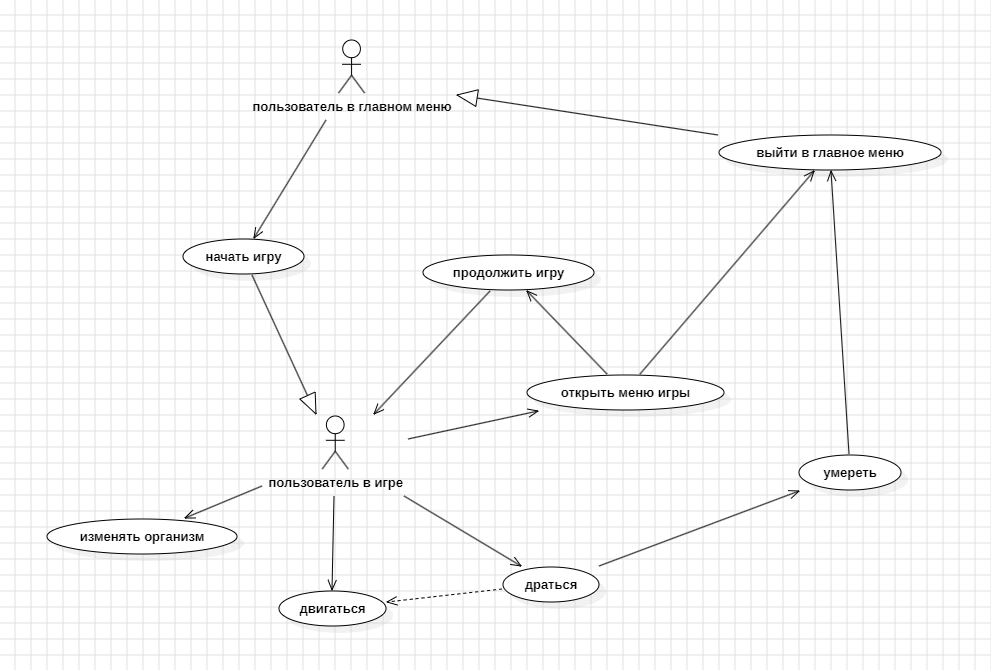 пользователь в главном меню
выйти в главное меню
начать игру
продолжить игру
открыть меню игры
умереть
пользователь в игре
изменять организм
драться
двигаться